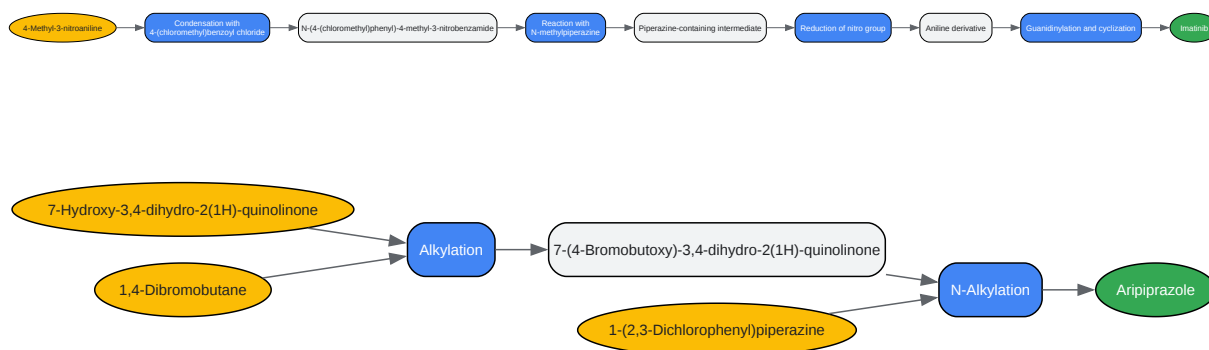 4-Methyl-3-nitroaniline
Condensation with
4-(chloromethyl)benzoyl chloride
N-(4-(chloromethyl)phenyl)-4-methyl-3-nitrobenzamide
Reaction with
N-methylpiperazine
Piperazine-containing intermediate
Reduction of nitro group
Aniline derivative
Guanidinylation and cyclization
Imatinib
7-Hydroxy-3,4-dihydro-2(1H)-quinolinone
Alkylation
7-(4-Bromobutoxy)-3,4-dihydro-2(1H)-quinolinone
1,4-Dibromobutane
N-Alkylation
Aripiprazole
1-(2,3-Dichlorophenyl)piperazine